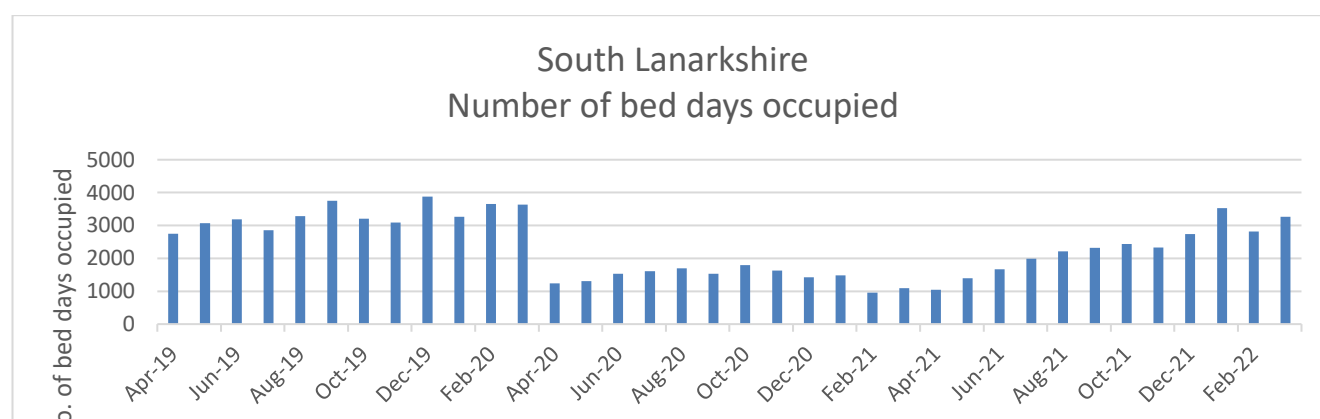 South Lanarkshire
Number of bed days occupied
of bed days occupied
5000
4000
3000
2000
1000
0
Apr-19
Jun-19
Aug-19
Oct-19
Dec-19
Feb-20
Apr-20
Jun-20
Aug-20
Oct-20
Dec-20
Feb-21
Apr-21
Jun-21
Aug-21
Oct-21
Dec-21
Feb-22